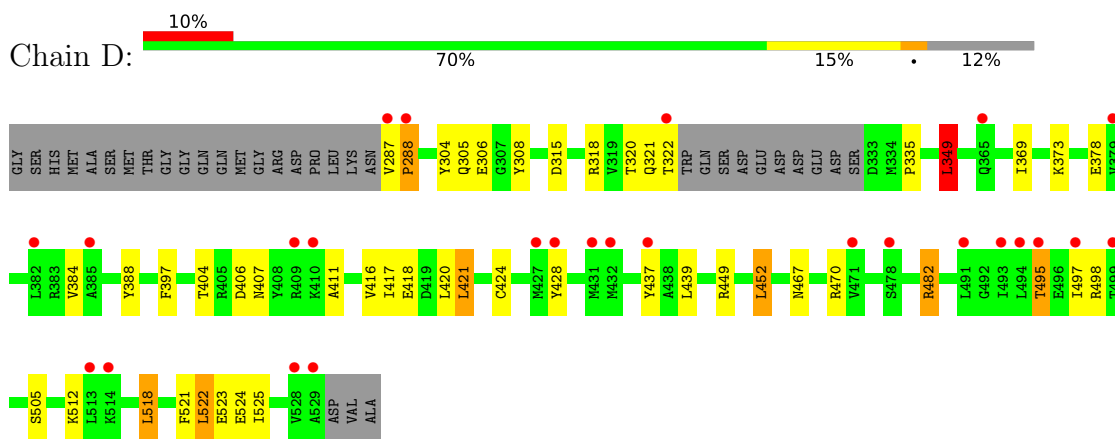 10%
Chain D:
70% 15% • 12%
GLY SER HIS MET ALA SER MET THR GLY GLY GLN GLN MET GLY ARG ASP PRO LEU LYS ASN V287 P288 Y304 Q305 E306 G307 Y308 D315 R318 V319 T320 Q321 T322 TRP GLN SER ASP GLU ASP ASP GLU ASP SER D333 M334 P335 L349 Q365 I369 K373 E378 V379
L382 R383 V384 A385 Y388 F397 T404 R405 D406 N407 Y408 R409 K410 A411 V416 I417 E418 D419 L420 L421 C424 M427 Y428 M431 M432 Y437 A438 L439 R449 L452 N467 R470 V471 S478 R482 L491 G492 I493 L494 T495 E496 I497 R498 T499
S505 K512 L513 K514 L518 F521 L522 E523 E524 I525 V528 A529 ASP VAL ALA